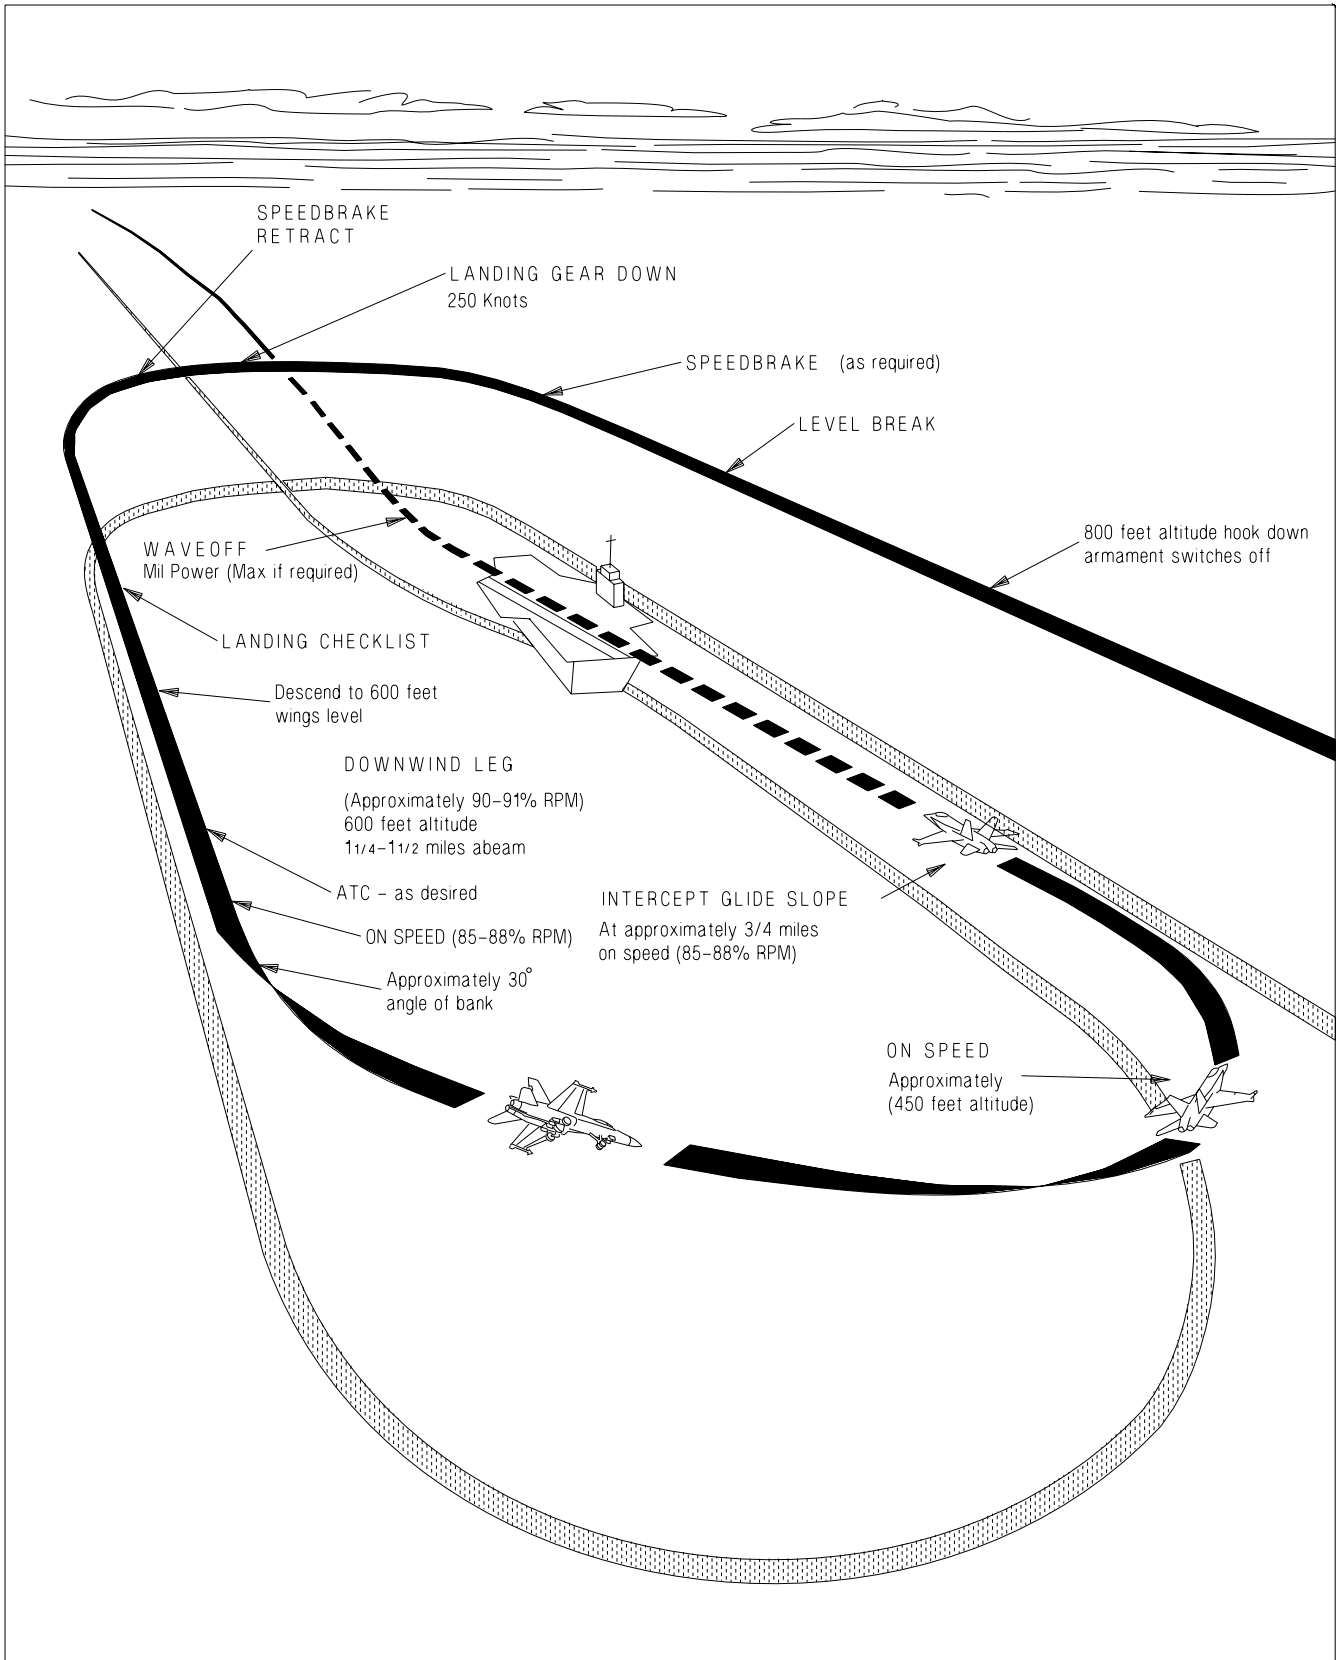 SPEEDBRAKE
RETRACT
LANDING GEAR DOWN
250 Knots
SPEEDBRAKE (as required)
LEVEL BREAK
800 feet altitude hook down
armament switches off
WAVEOFF
Mil Power (Max if required)
LANDING CHECKLIST
Descend to 600 feet
wings level
DOWNWIND LEG
(Approximately 90–91% RPM)
600 feet altitude
1 1/4–1 1/2 miles abeam
ATC – as desired
ON SPEED (85–88% RPM)
Approximately 30°
angle of bank
INTERCEPT GLIDE SLOPE
At approximately 3/4 miles
on speed (85–88% RPM)
ON SPEED
Approximately
(450 feet altitude)